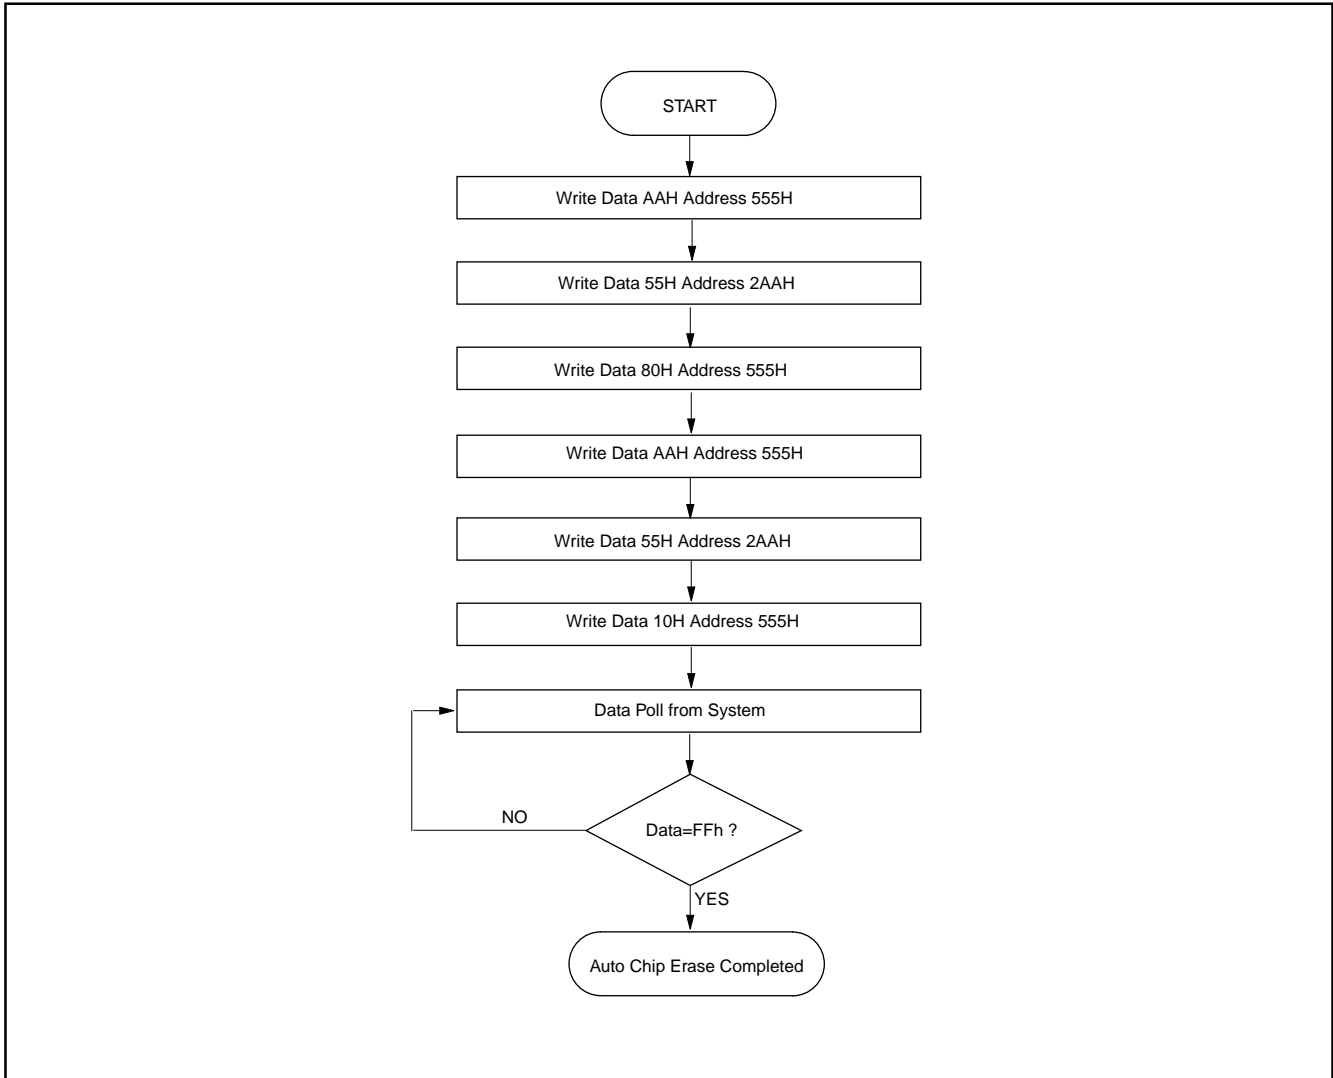 START
Write Data AAH Address 555H
Write Data 55H Address 2AAH
Write Data 80H Address 555H
Write Data AAH Address 555H
Write Data 55H Address 2AAH
Write Data 10H Address 555H
Data Poll from System
NO
Data=FFh ?
YES
Auto Chip Erase Completed